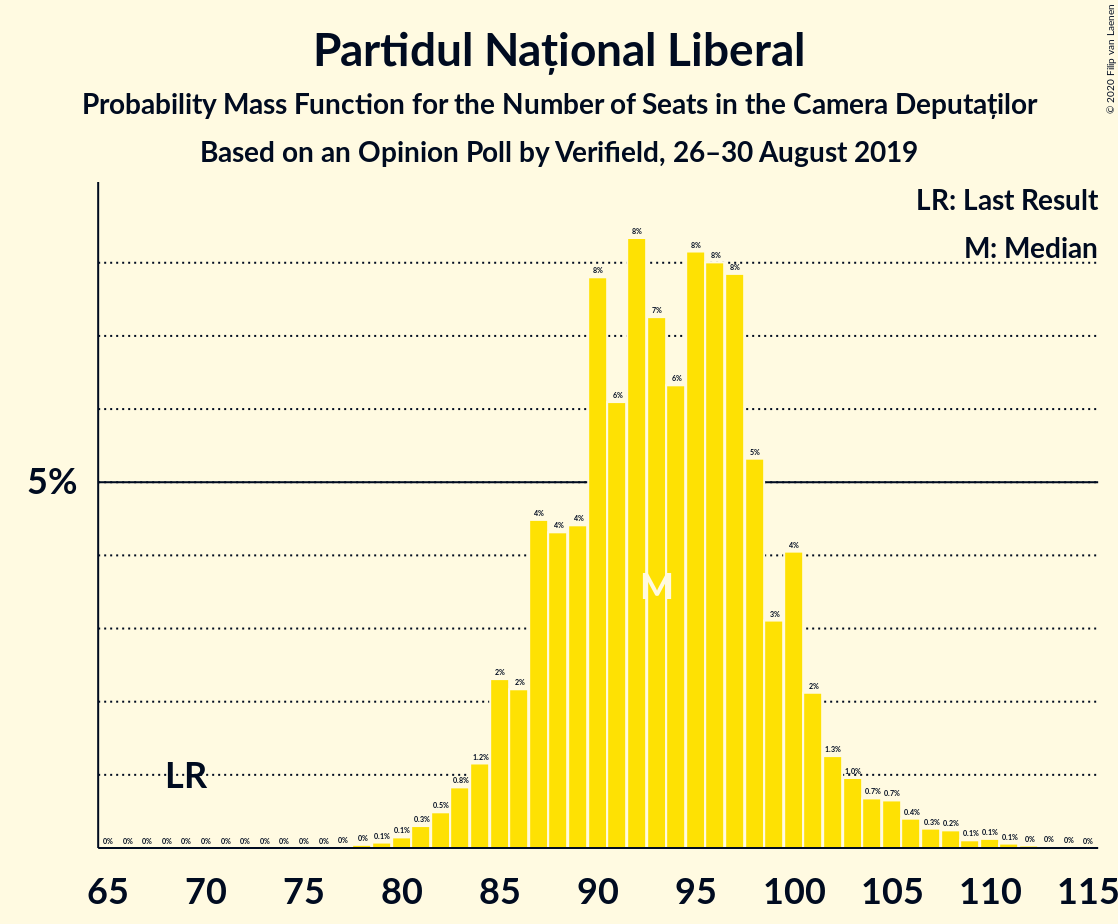 Partidul Național Liberal
Probability Mass Function for the Number of Seats in the Camera Deputaților
Based on an Opinion Poll by Verifield, 26–30 August 2019
© 2020 Filip van Laenen
LR: Last Result
M: Median
5%
0% 0% 0% 0% 0% 0% 0% 0% 0% 0% 0% 0% 0% 0% 0.1% 0.1% 0.3% 0.5% 0.8% 1.2% 2% 2% 4% 4% 4% 8% 6% 8% 7% 6% 8% 8% 8% 5% 3% 4% 2% 1.3% 1.0% 0.7% 0.7% 0.4% 0.3% 0.2% 0.1% 0.1% 0.1% 0% 0% 0% 0%
M
LR
65 70 75 80 85 90 95 100 105 110 115